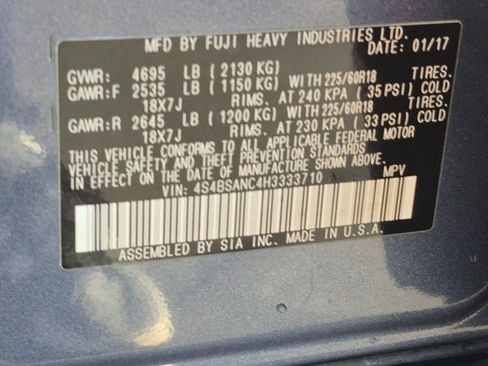 MFD BY FUJI HEAVY INDUSTRIES LTD.
DATE: 01/17
GVWR: 4695 LB ( 2130 KG)
GAWR:F 2535 LB ( 1150 KG) WITH 225/60R18 TIRES.
18X7J RIMS. AT 240 KPA ( 35 PSI) COLD
GAWR:R 2645 LB ( 1200 KG) WITH 225/60R18 TIRES.
18X7J RIMS. AT 230 KPA ( 33 PSI) COLD
THIS VEHICLE CONFORMS TO ALL APPLICABLE FEDERAL MOTOR
VEHICLE SAFETY AND THEFT PREVENTION STANDARDS
IN EFFECT ON THE DATE OF MANUFACTURE SHOWN ABOVE.
VIN: 4S4BSANC4H3333710 MPV
ASSEMBLED BY SIA INC. MADE IN U.S.A.